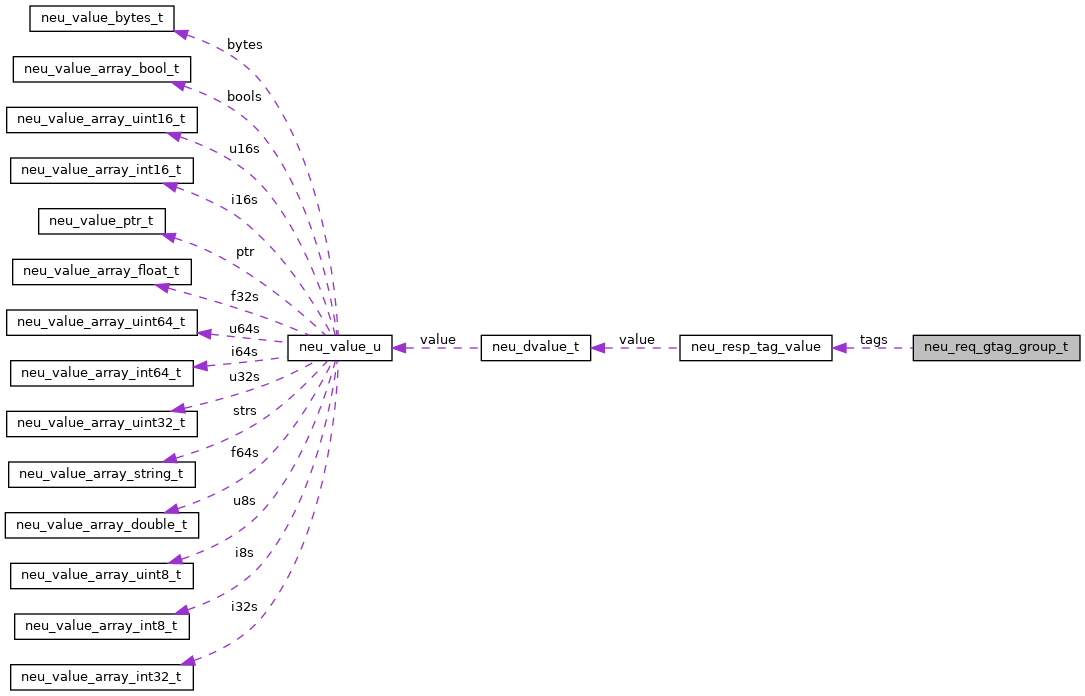 neu_value_bytes_t
bytes
neu_value_array_bool_t
bools
neu_value_array_uint16_t
u16s
neu_value_array_int16_t
i16s
neu_value_ptr_t
ptr
neu_value_array_float_t
f32s
neu_value_array_uint64_t
u64s
neu_value_u
value
neu_dvalue_t
value
neu_resp_tag_value
tags
neu_req_gtag_group_t
i64s
neu_value_array_int64_t
u32s
neu_value_array_uint32_t
strs
neu_value_array_string_t
f64s
neu_value_array_double_t
u8s
neu_value_array_uint8_t
i8s
neu_value_array_int8_t
i32s
neu_value_array_int32_t